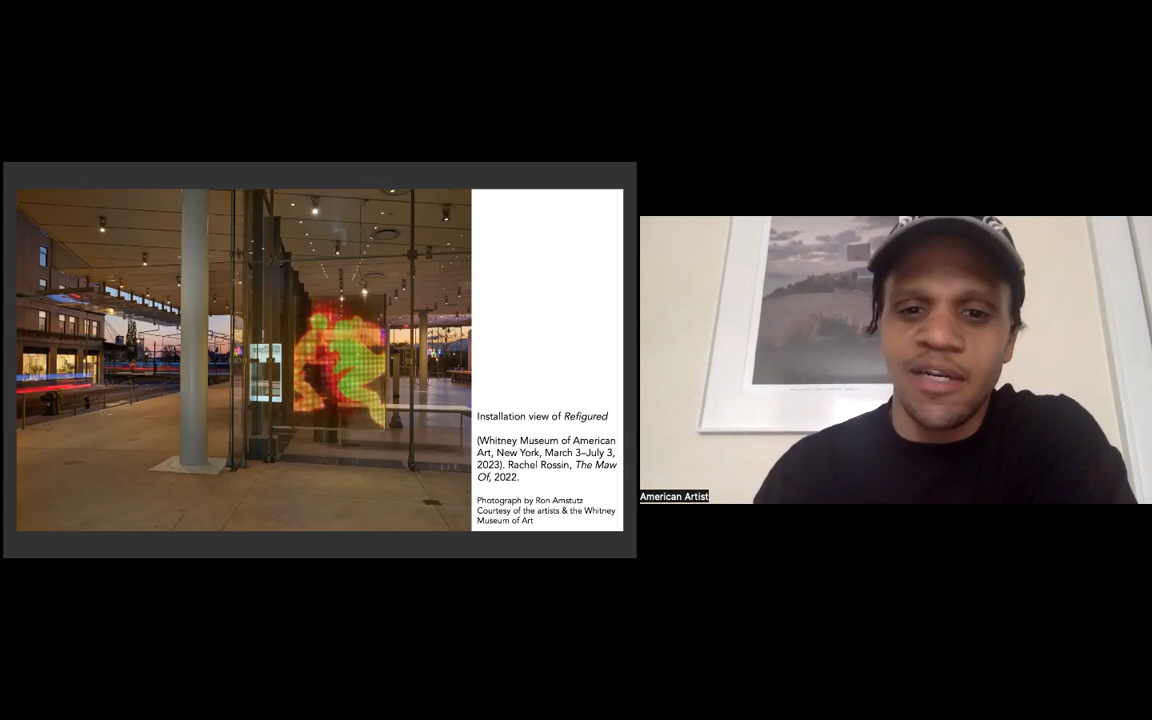 Installation view of Refigured
(Whitney Museum of American
Art, New York, March 3–July 3,
2023). Rachel Rossin, The Maw
Of, 2022.
Photograph by Ron Amstutz
Courtesy of the artists & the Whitney
Museum of Art
American Artist